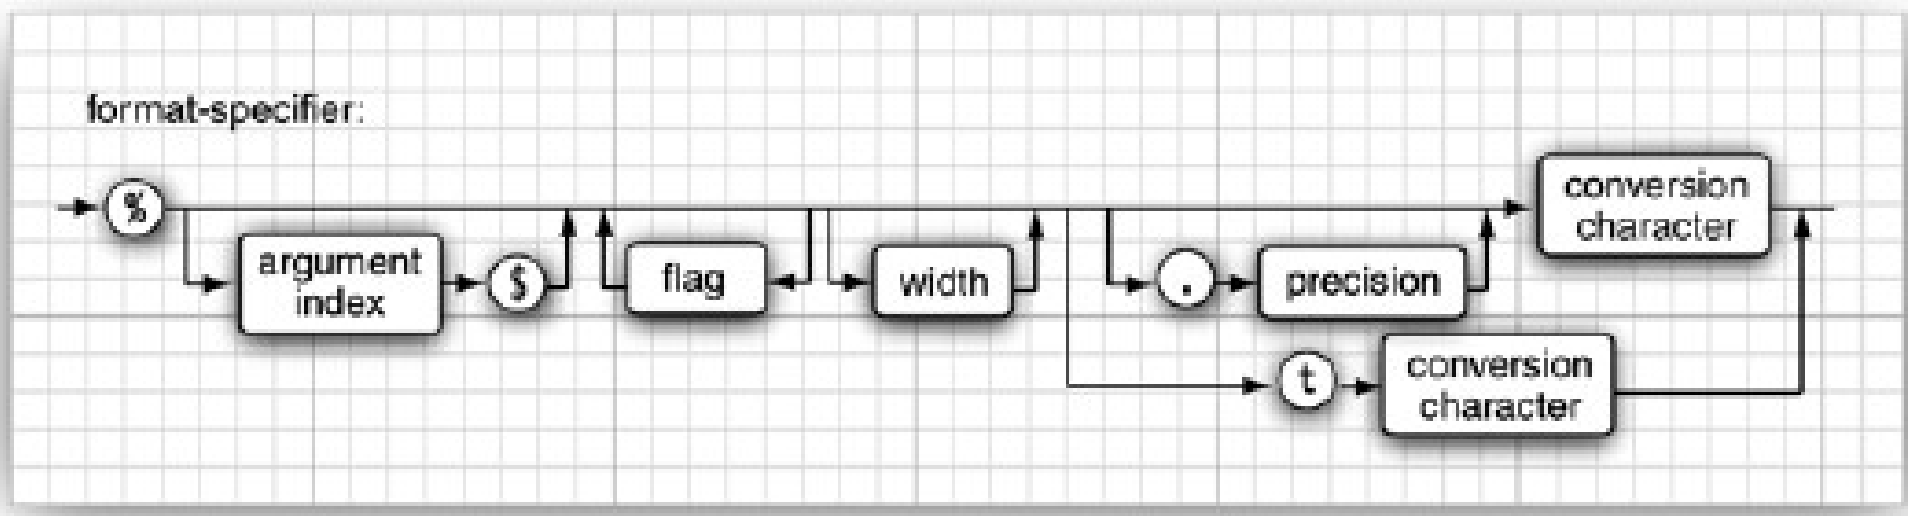 format-specifier:
%
argument
index
$
flag
width
.
precision
conversion
character
t
conversion
character